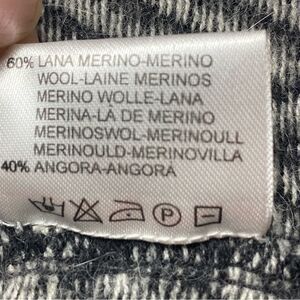 60% LANA MERINO-MERINO
WOOL-LAINE MERINOS
MERINO WOLLE-LANA
MERINA-LÀ DE MERINO
MERINOSWOL-MERINOULL
MERINOULD-MERINOVILLA
40% ANGORA-ANGORA
P